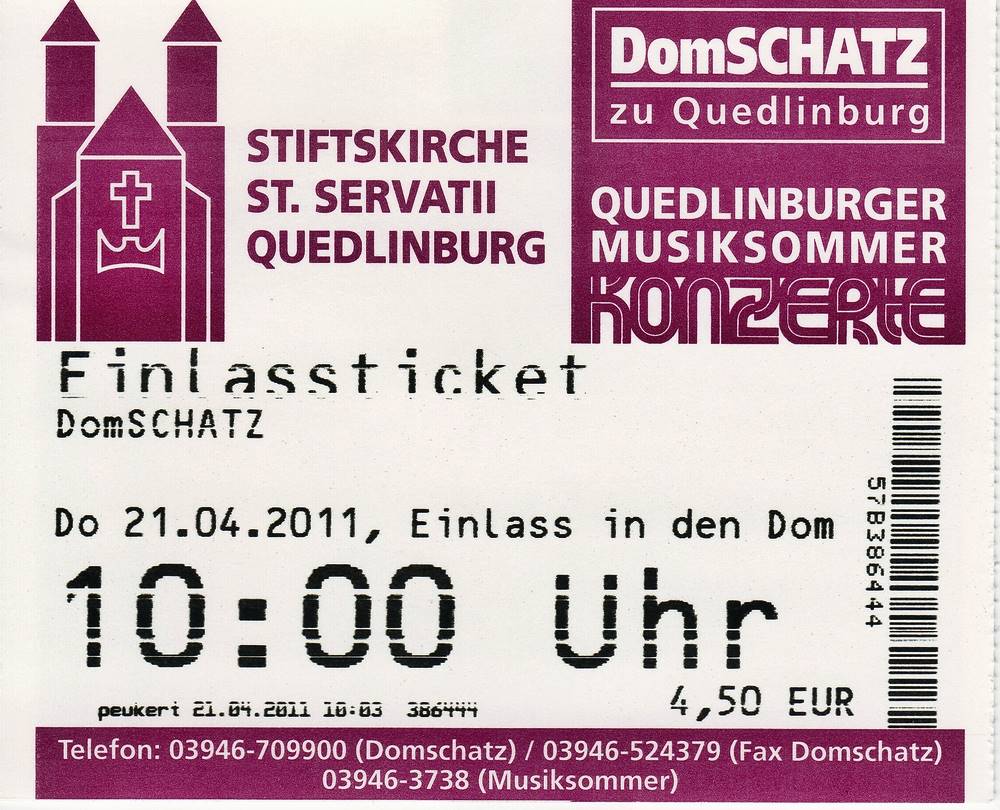 STIFTSKIRCHE
ST. SERVATII
QUEDLINBURG
DomSCHATZ
zu Quedlinburg
QUEDLINBURGER
MUSIKSOMMER
KONZERTE
Einlassticket
DomSCHATZ
Do 21.04.2011, Einlass in den Dom
10:00 Uhr
4,50 EUR
peukert 21.04.2011 10:03 386444
57B386444
Telefon: 03946-709900 (Domschatz) / 03946-524379 (Fax Domschatz)
03946-3738 (Musiksommer)